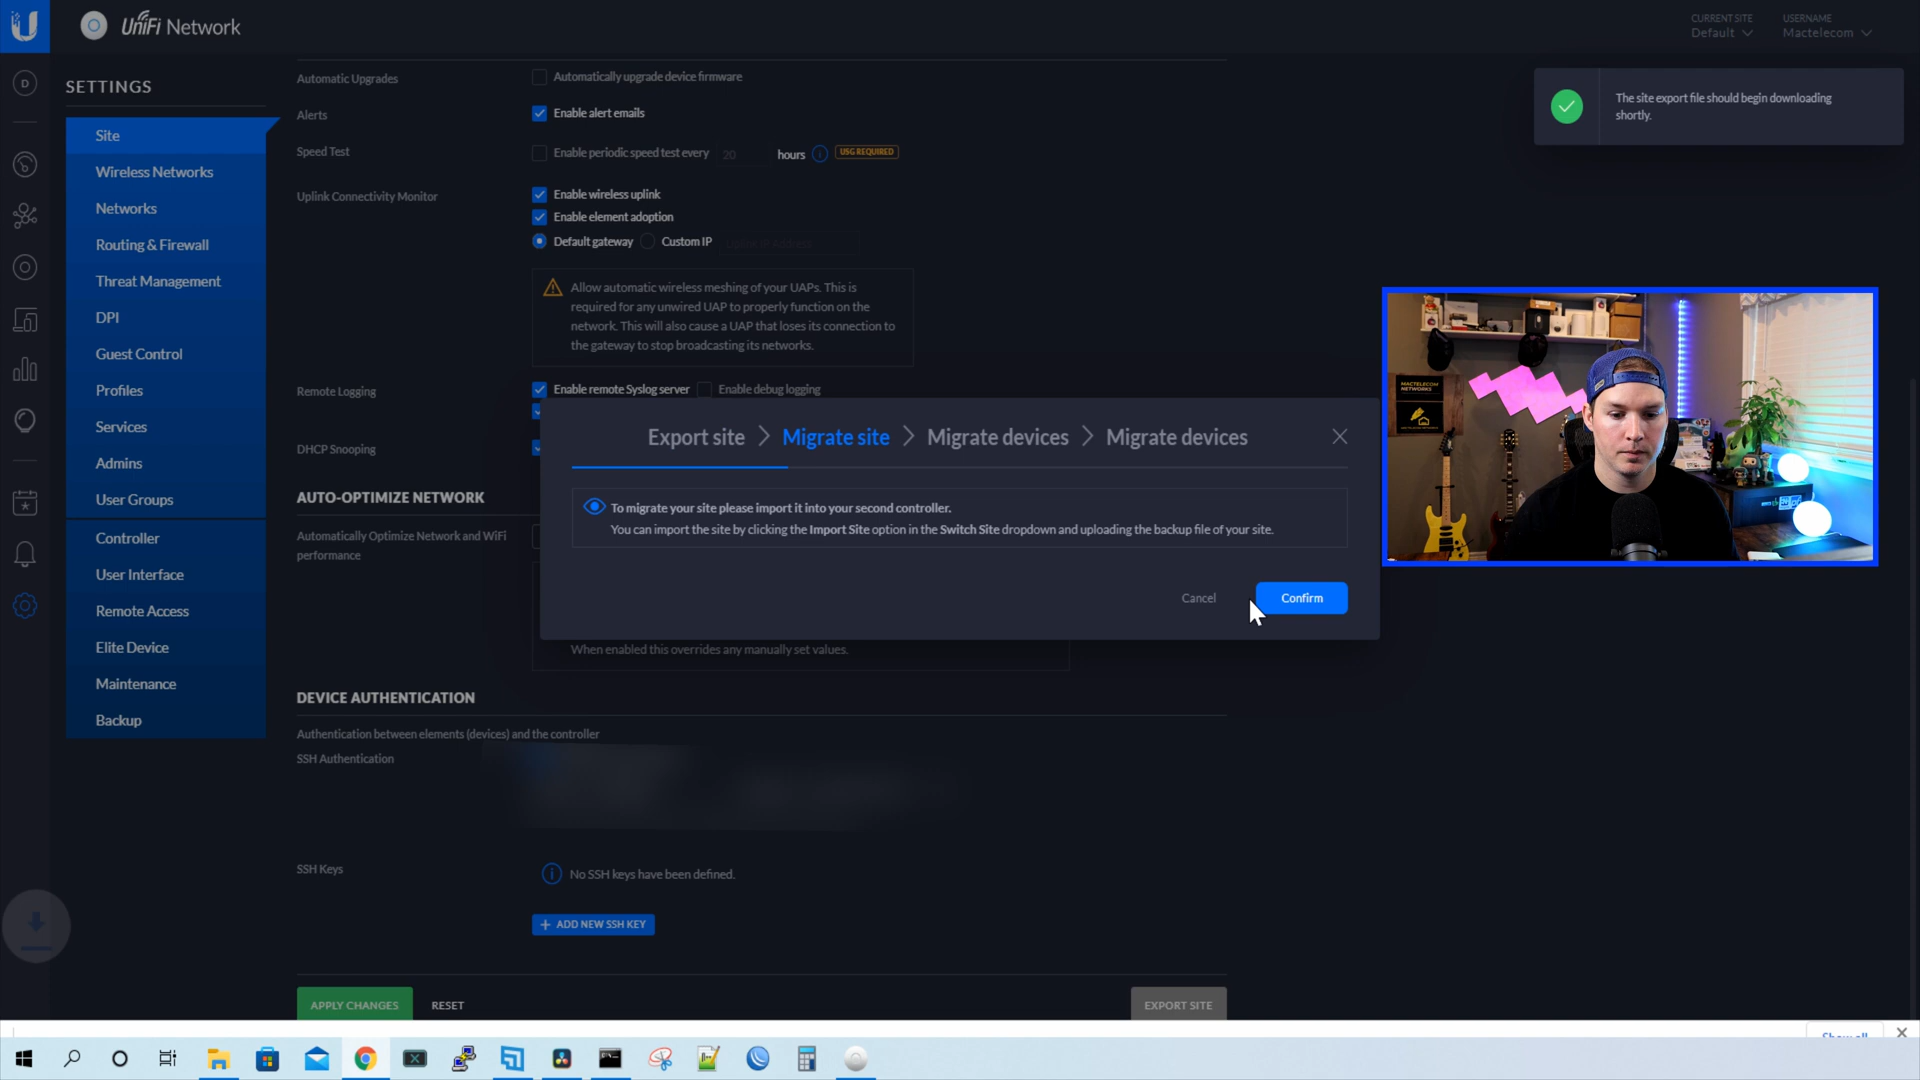 UniFi Network
CURRENT SITE
Default
USERNAME
Mactelecom
D
SETTINGS
Site
Wireless Networks
Networks
Routing & Firewall
Threat Management
DPI
Guest Control
Profiles
Services
Admins
User Groups
Controller
User Interface
Remote Access
Elite Device
Maintenance
Backup
Automatic Upgrades
Automatically upgrade device firmware
Alerts
Enable alert emails
Speed Test
Enable periodic speed test every 20 hours USG REQUIRED
Uplink Connectivity Monitor
Enable wireless uplink
Enable element adoption
Default gateway Custom IP
Allow automatic wireless meshing of your UAPs. This is
required for any unwired UAP to properly function on the
network. This will also cause a UAP that loses its connection to
the gateway to stop broadcasting its networks.
Remote Logging
Enable remote Syslog server Enable debug logging
DHCP Snooping
AUTO-OPTIMIZE NETWORK
Automatically Optimize Network and WiFi
performance
When enabled this overrides any manually set values.
DEVICE AUTHENTICATION
Authentication between elements (devices) and the controller
SSH Authentication
SSH Keys
No SSH keys have been defined.
+ ADD NEW SSH KEY
APPLY CHANGES
RESET
EXPORT SITE
The site export file should begin downloading
shortly.
Export site > Migrate site > Migrate devices > Migrate devices
To migrate your site please import it into your second controller.
You can import the site by clicking the Import Site option in the Switch Site dropdown and uploading the backup file of your site.
Cancel
Confirm
MACTELECOM
NETWORKS
Show all